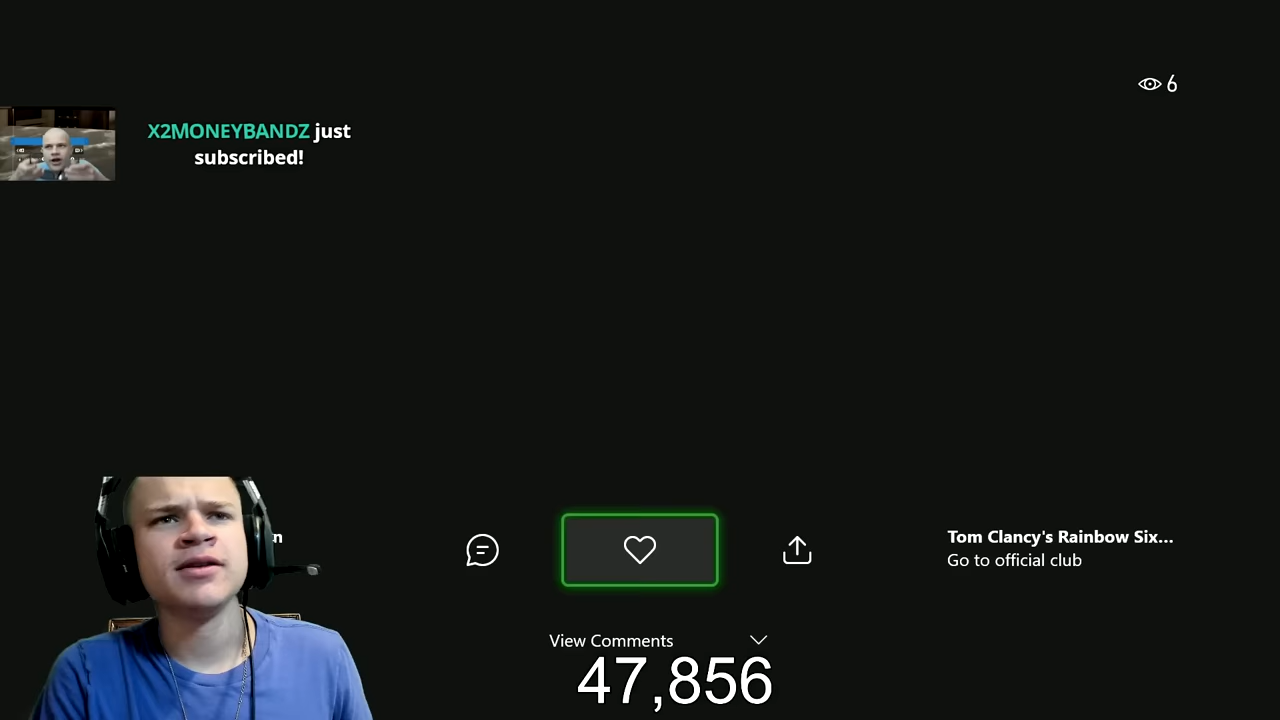 6
X2MONEYBANDZ just
subscribed!
Tom Clancy's Rainbow Six...
Go to official club
View Comments
47,856